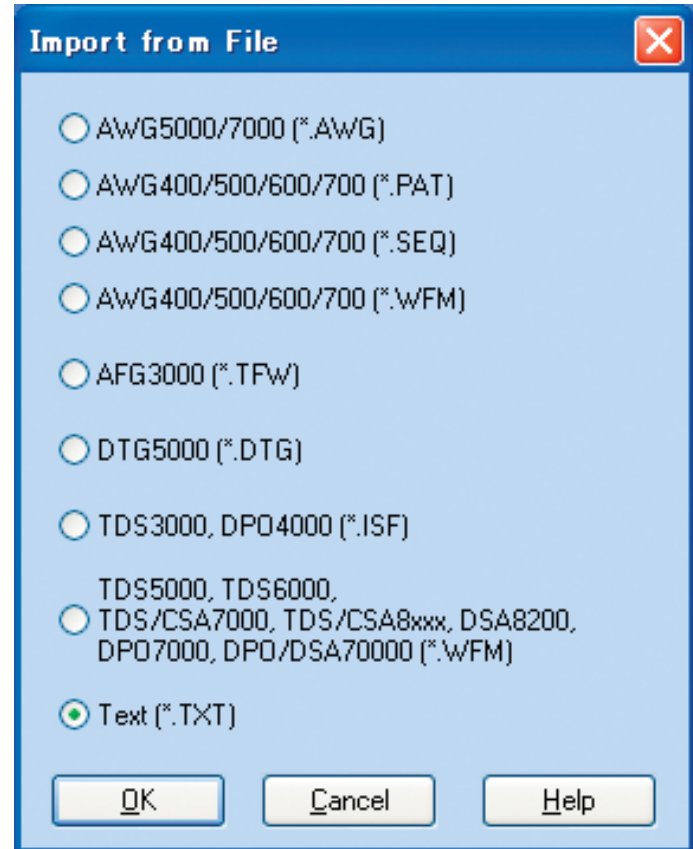 Import from File
AWG5000/7000 (*.AWG)
AWG400/500/600/700 (*.PAT)
AWG400/500/600/700 (*.SEQ)
AWG400/500/600/700 (*.WFM)
AFG3000 (*.TFW)
DTG5000 (*.DTG)
TDS3000, DPO4000 (*.ISF)
TDS5000, TDS6000,
TDS/CSA7000, TDS/CSA8xxx, DSA8200,
DPO7000, DPO/DSA70000 (*.WFM)
Text (*.TXT)
OK Cancel Help